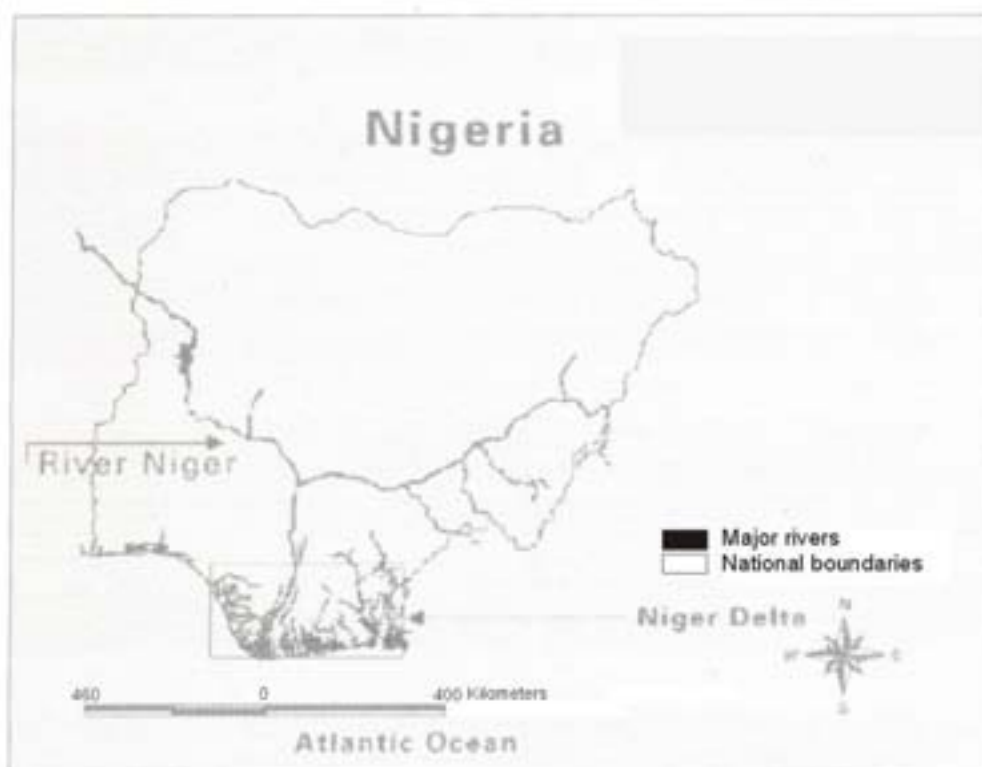 Nigeria
River Niger
Major rivers
National boundaries
Niger Delta
N
W
E
S
460 0 400 Kilometers
Atlantic Ocean